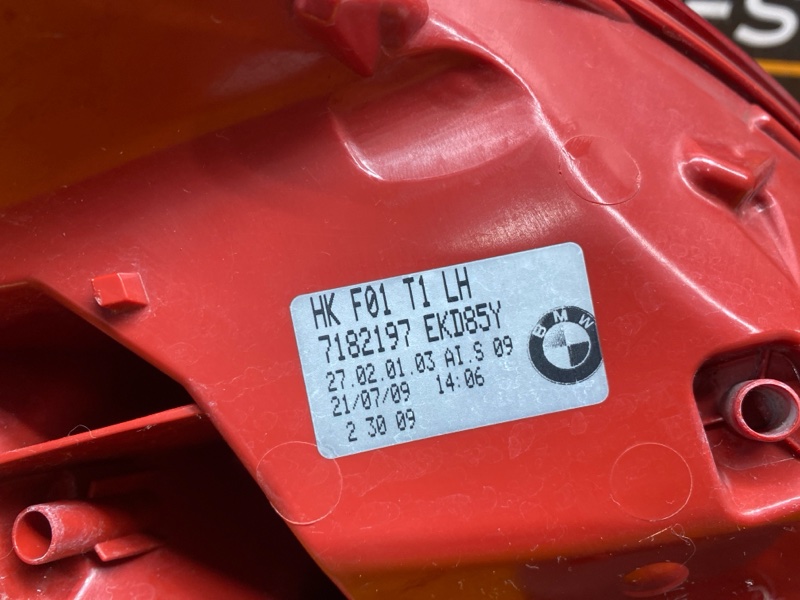 HK F01 T1 LH
7182197 EKD85Y
27.02.01.03 AI.S 09
21/07/09 14:06
2 30 09
BMW